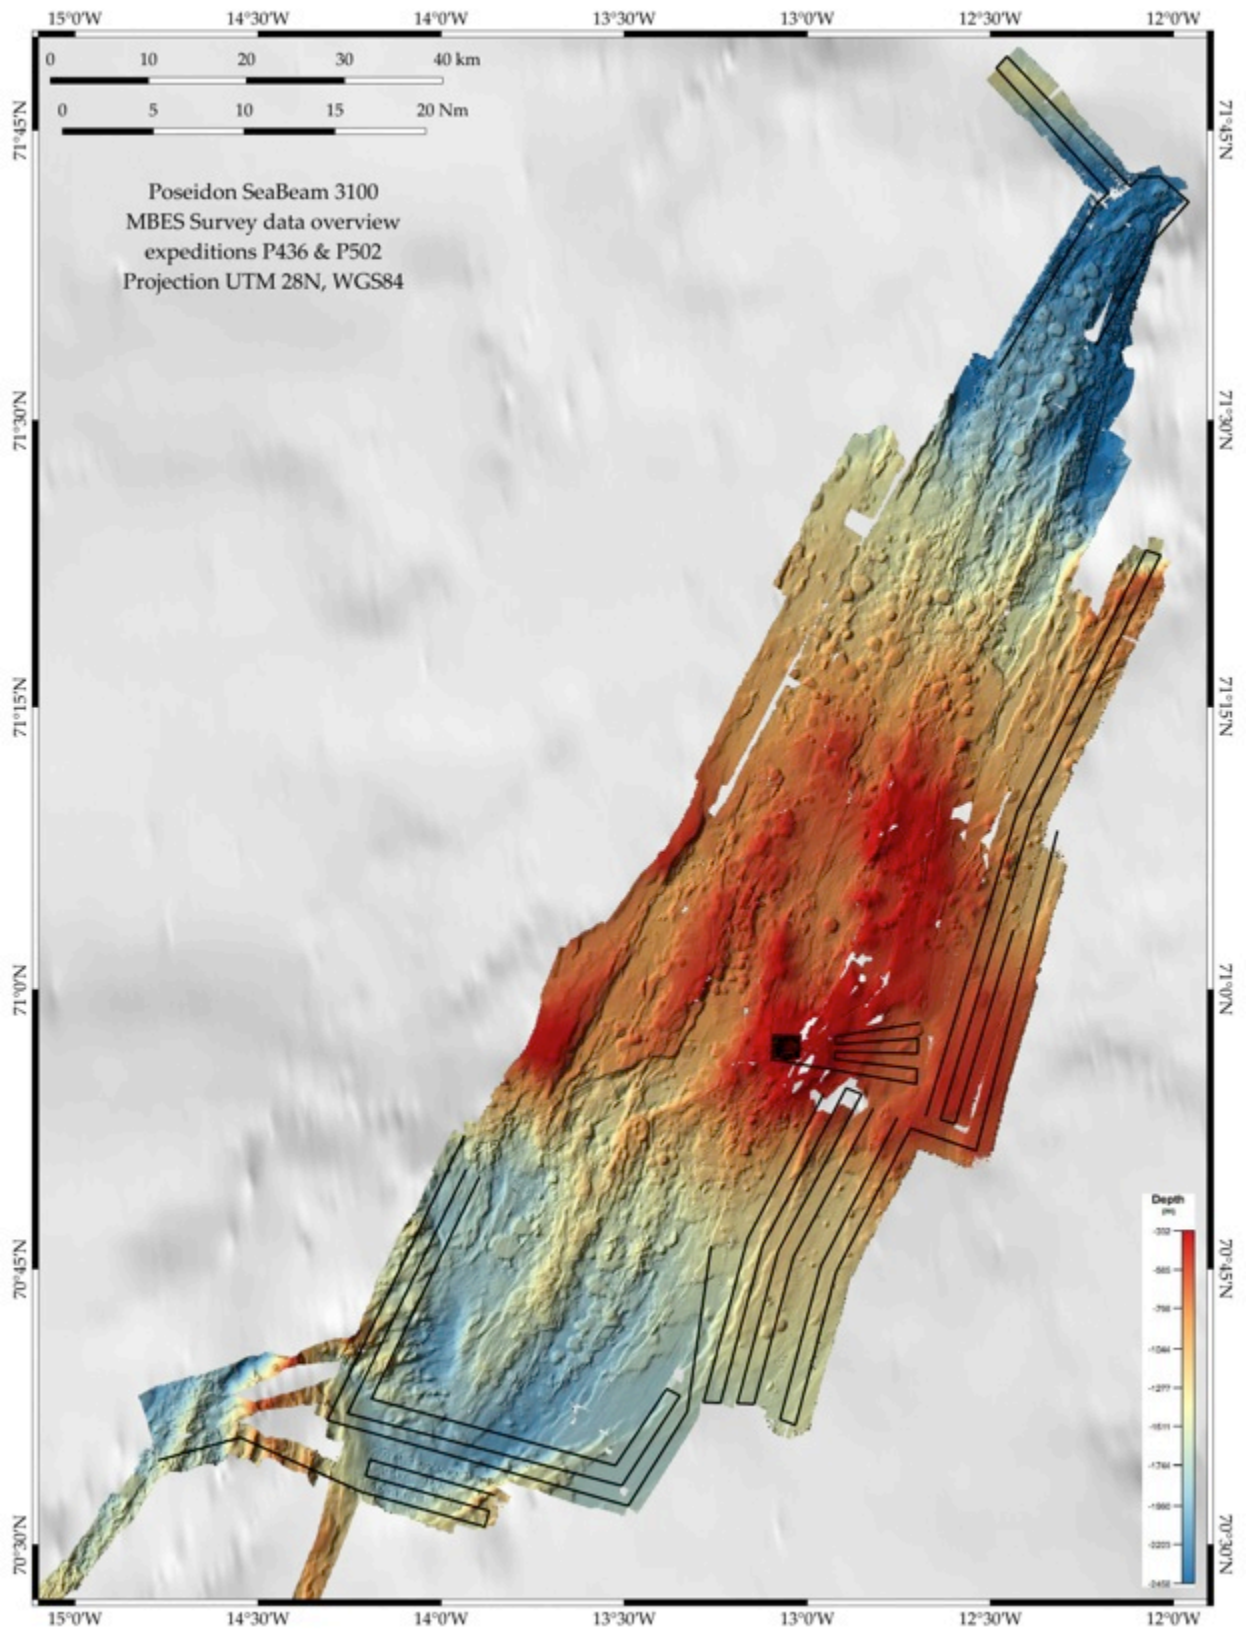 15°0'W 14°30'W 14°0'W 13°30'W 13°0'W 12°30'W 12°0'W
0 10 20 30 40 km
0 5 10 15 20 Nm
71°45'N 71°45'N
Poseidon SeaBeam 3100
MBES Survey data overview
expeditions P436 & P502
Projection UTM 28N, WGS84
71°30'N 71°30'N
71°15'N 71°15'N
71°0'N 71°0'N
70°45'N 70°45'N
Depth
(m)
-1277
70°30'N 70°30'N
15°0'W 14°30'W 14°0'W 13°30'W 13°0'W 12°30'W 12°0'W